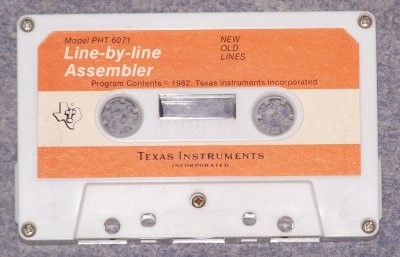 Model PHT 6071
Line-by-line
Assembler
NEW
OLD
LINES
Program Contents © 1982, Texas Instruments Incorporated
TEXAS INSTRUMENTS
INCORPORATED